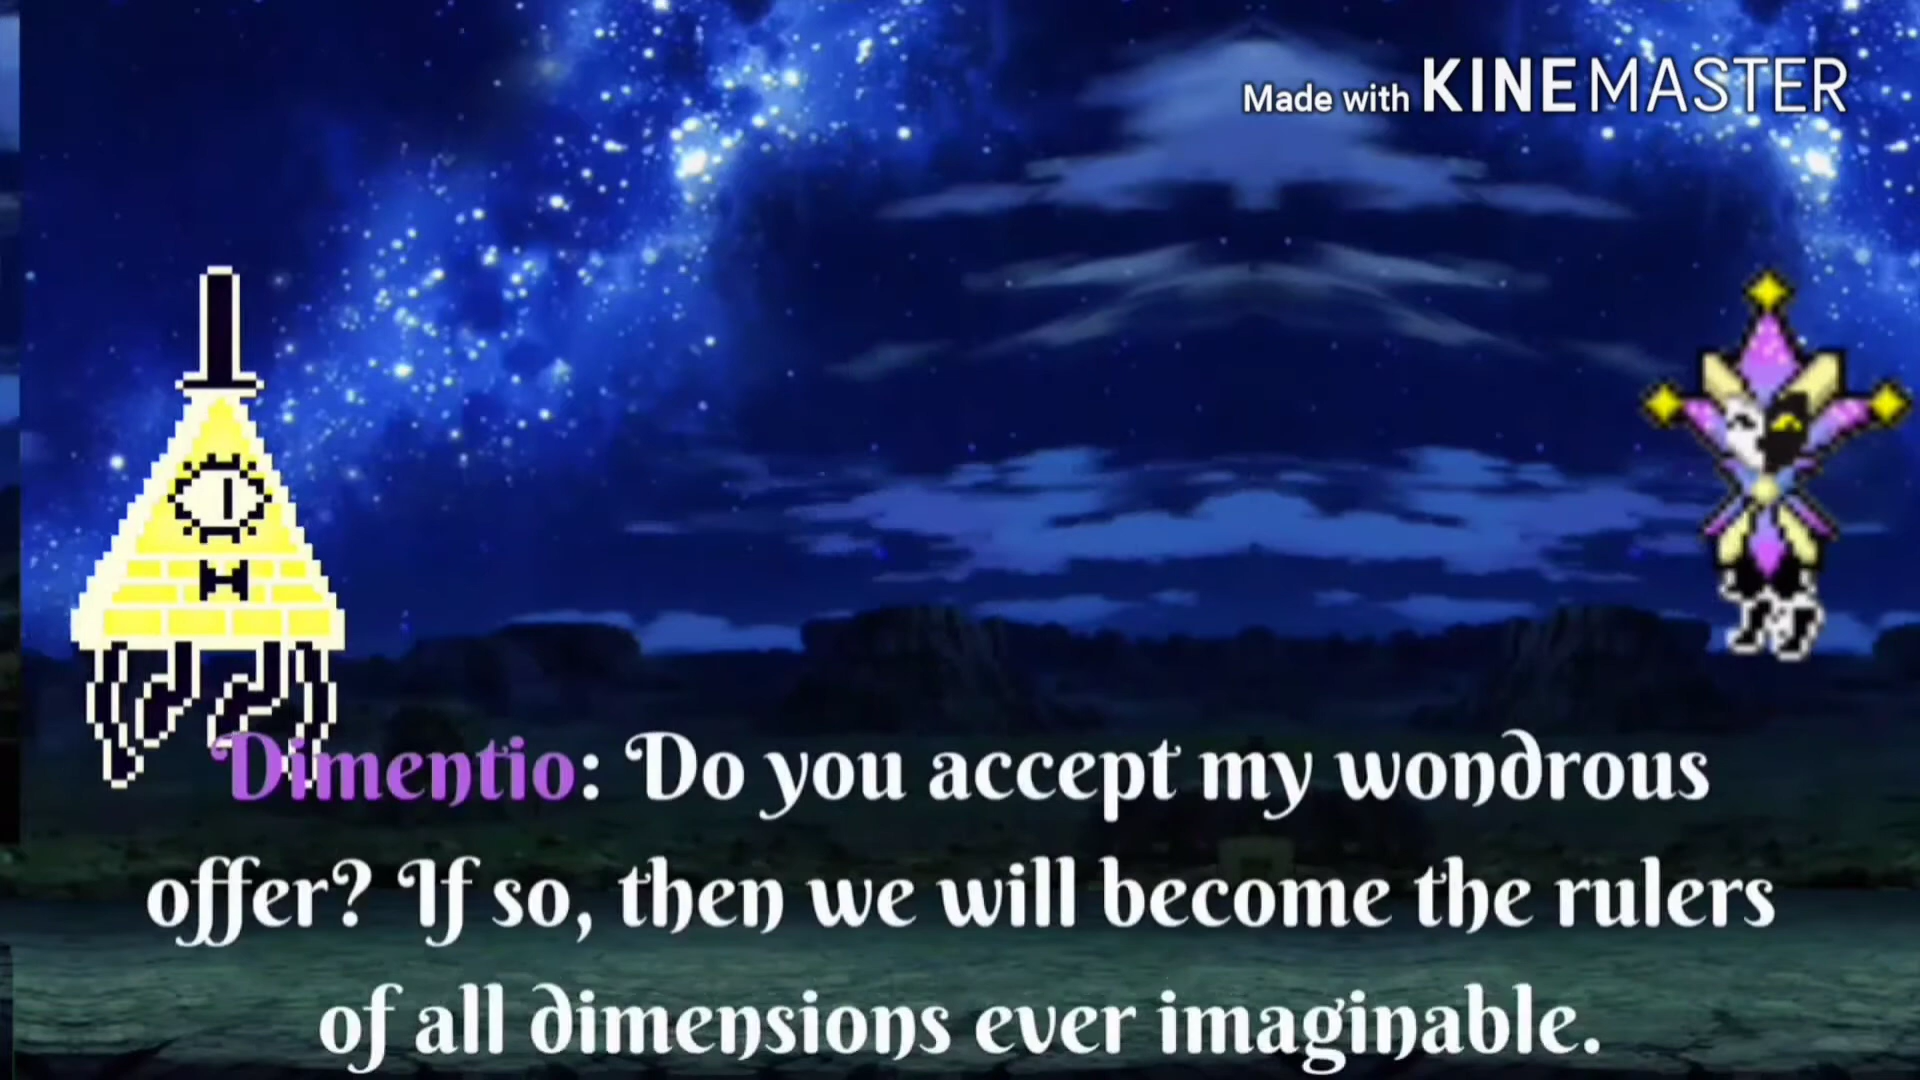 Made with KINEMASTER
Dimentio: Do you accept my wondrous
offer? If so, then we will become the rulers
of all dimensions ever imaginable.